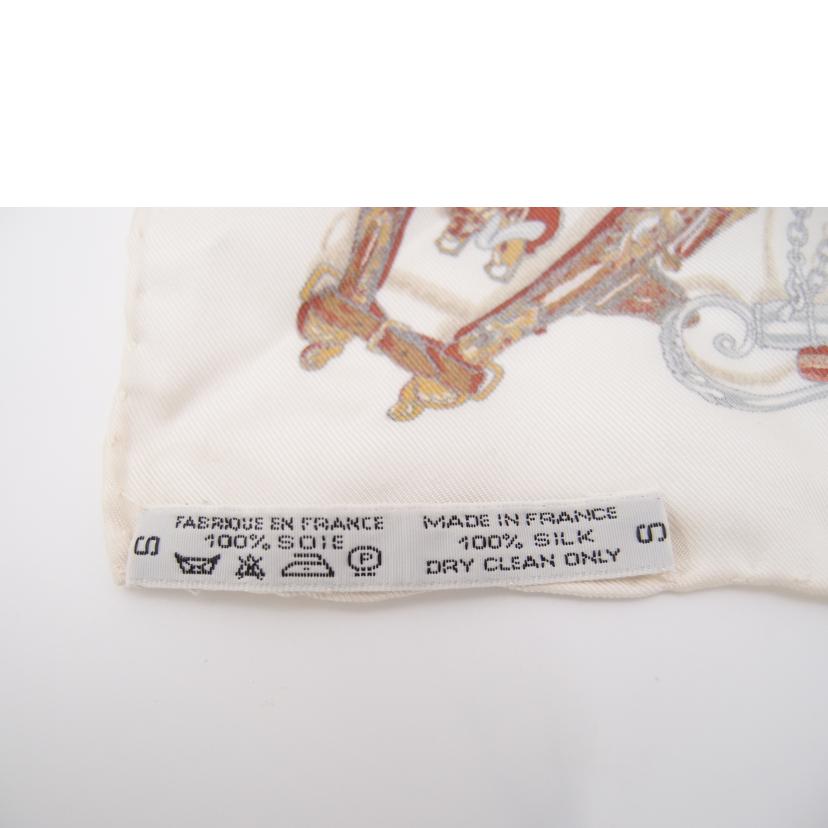 S
FABRIQUE EN FRANCE
100% SOIE
P
MADE IN FRANCE
100% SILK
DRY CLEAN ONLY
S